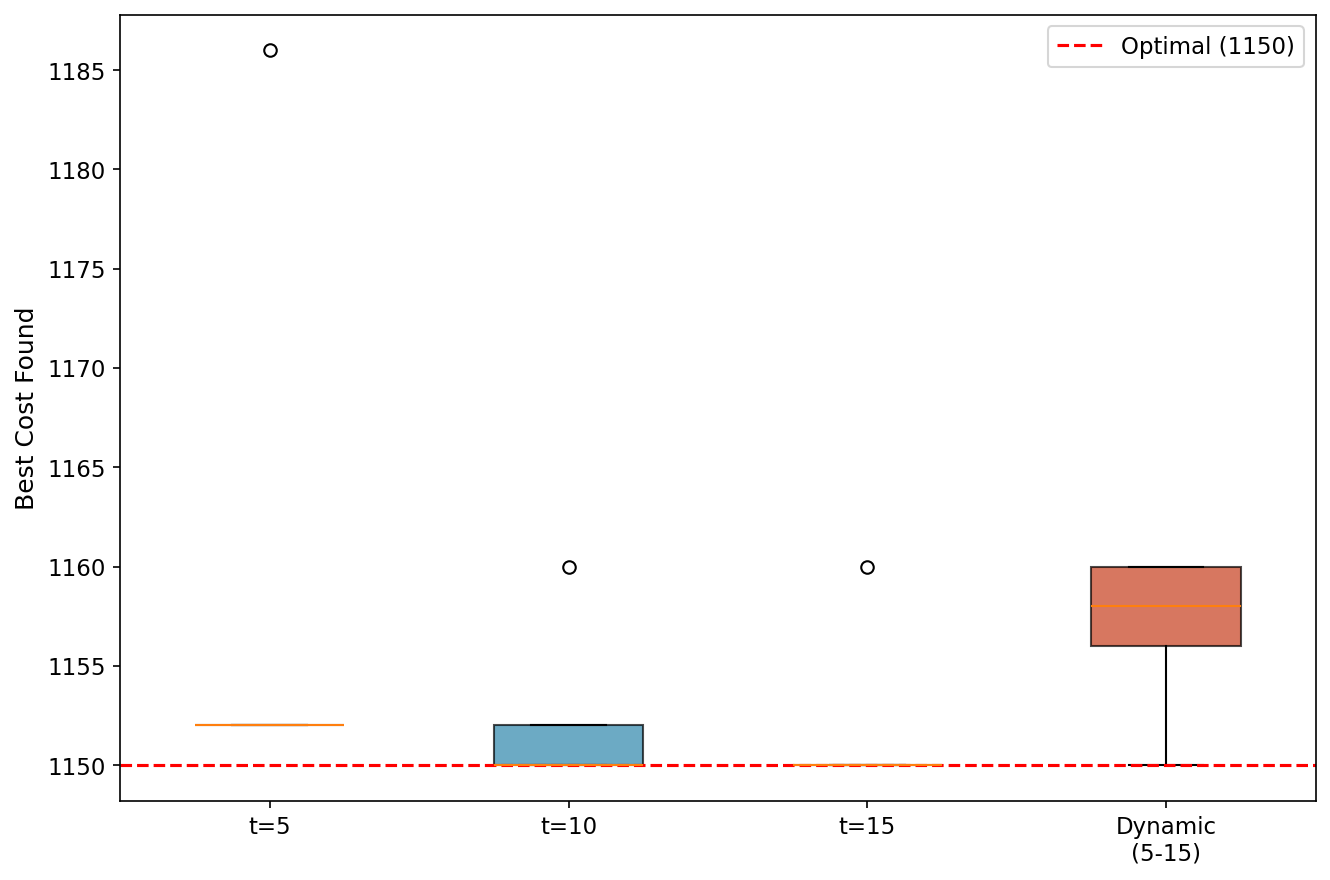 Optimal (1150)
Best Cost Found
1185
1180
1175
1170
1165
1160
1155
1150
t=5
t=10
t=15
Dynamic
(5-15)